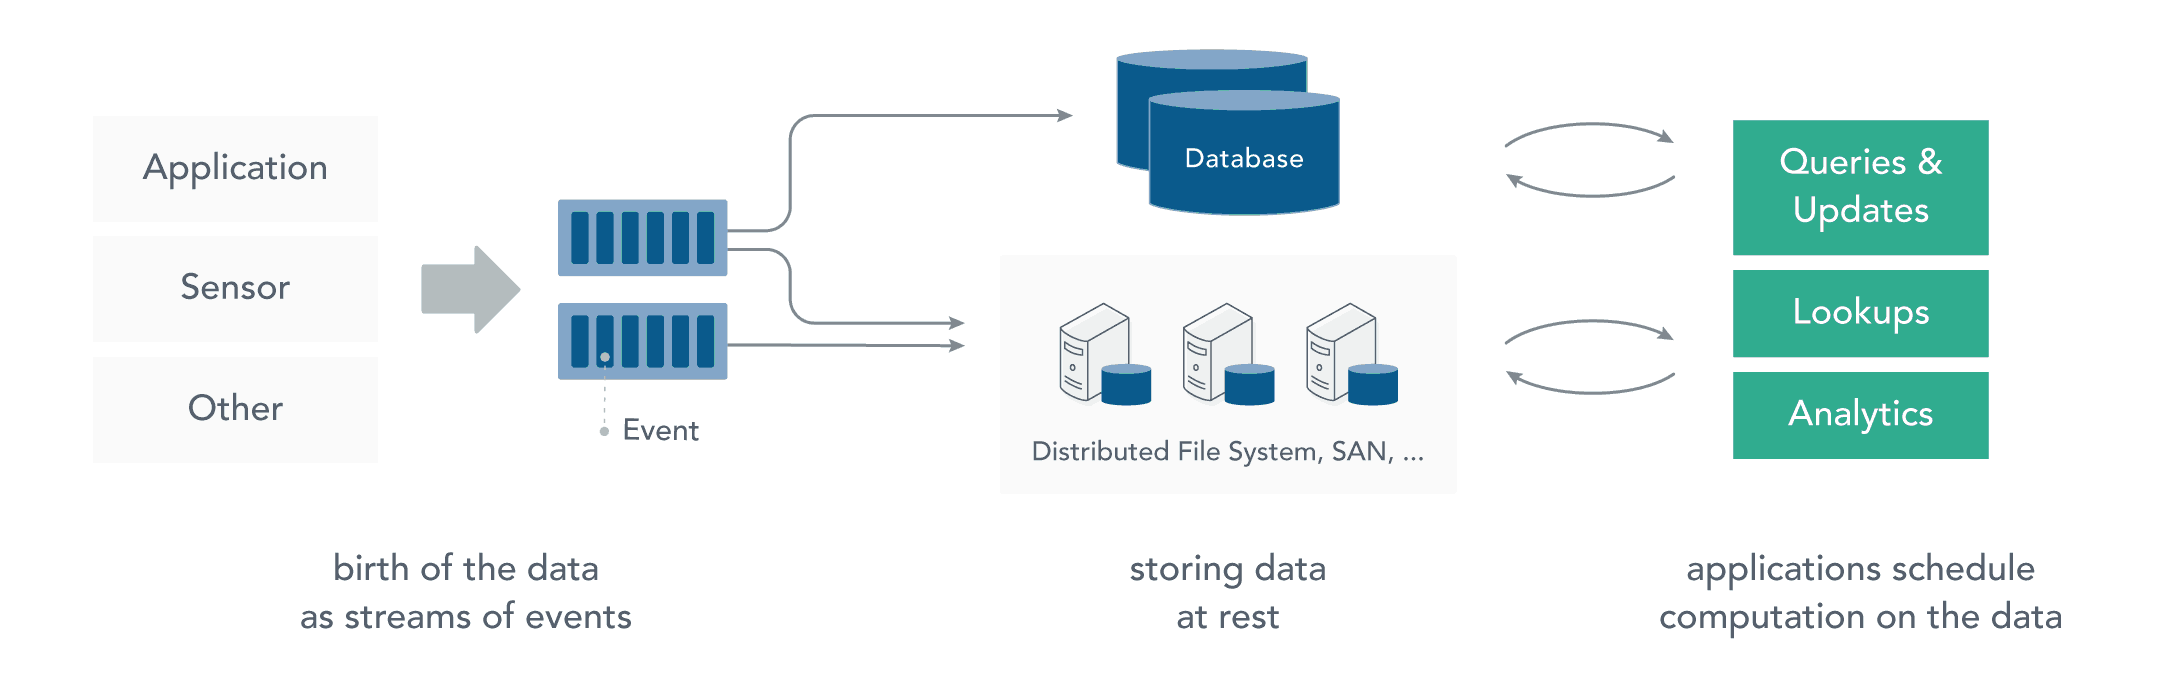 Application
Sensor
Other
Event
birth of the data
as streams of events
Database
Distributed File System, SAN, ...
storing data
at rest
Queries &
Updates
Lookups
Analytics
applications schedule
computation on the data